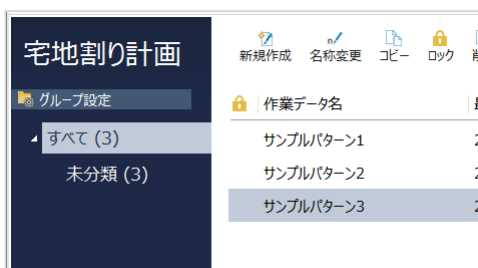 宅地割り計画
新規作成 名称変更 コピー ロック
グループ設定
作業データ名
すべて (3)
サンプルパターン1
未分類 (3)
サンプルパターン2
サンプルパターン3